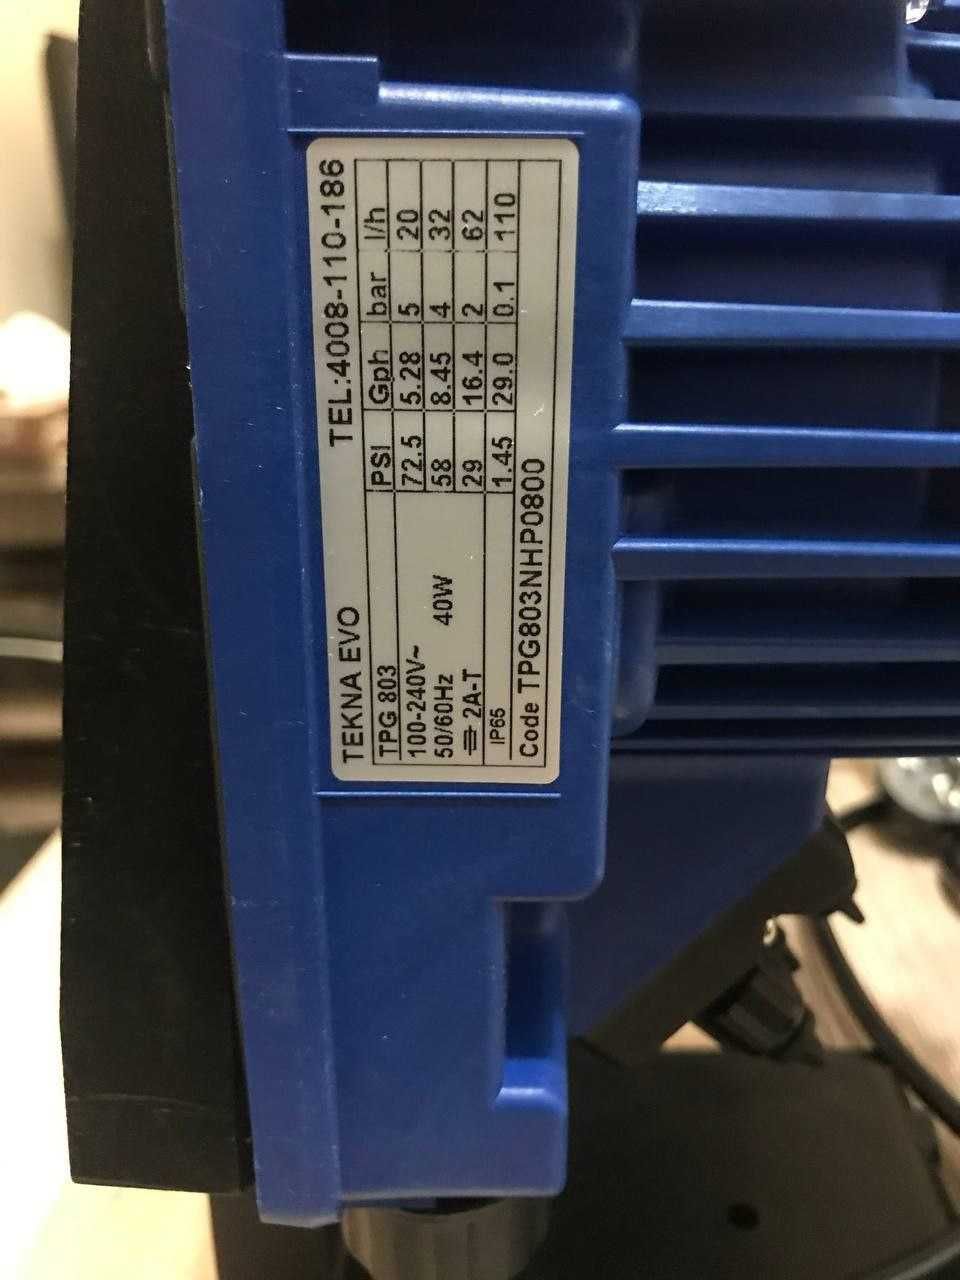 TEKNA EVO TEL:4008-110-186
TPG 803 PSI Gph bar l/h
100-240V~ 72.5 5.28 5 20
50/60Hz 40W 58 8.45 4 32
2A-T 29 16.4 2 62
IP65 1.45 29.0 0.1 110
Code TPG803NHP0800